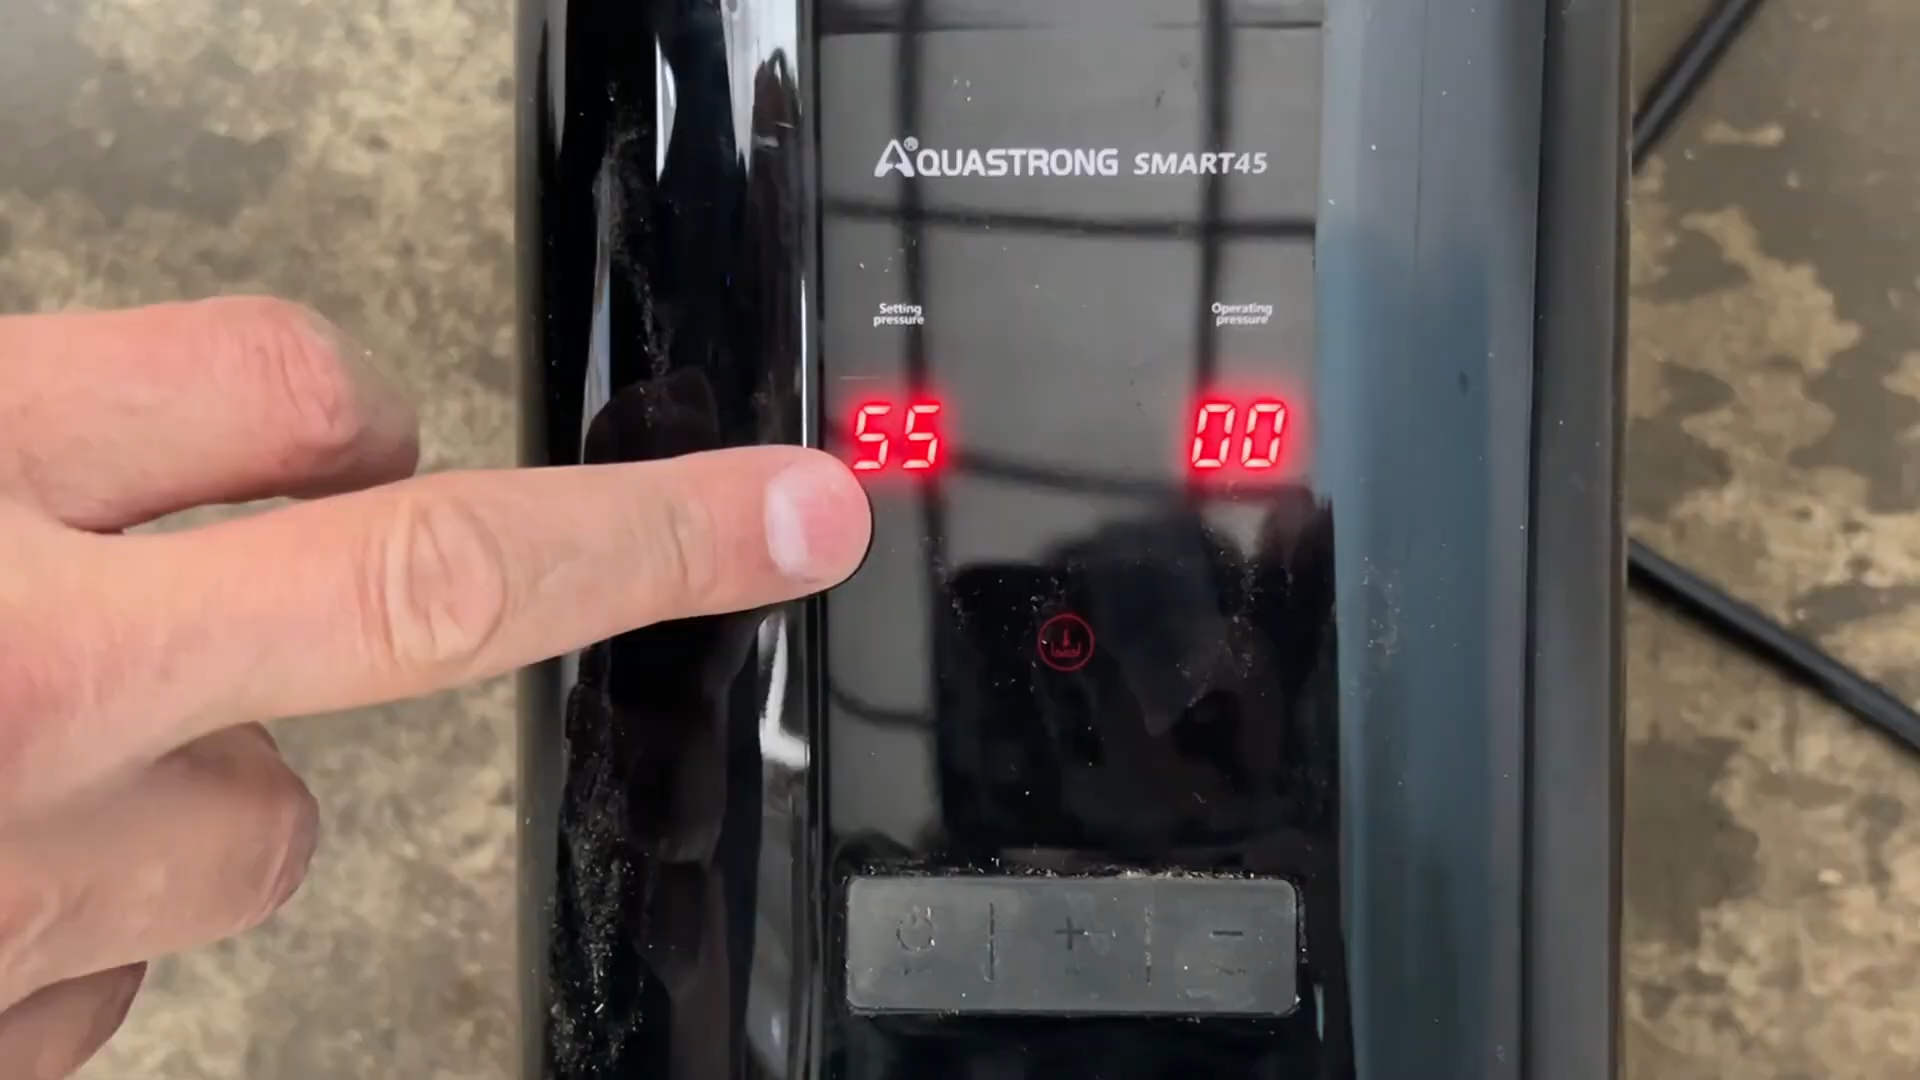 AQUASTRONG® SMART45
Setting
pressure
Operating
pressure
55
00